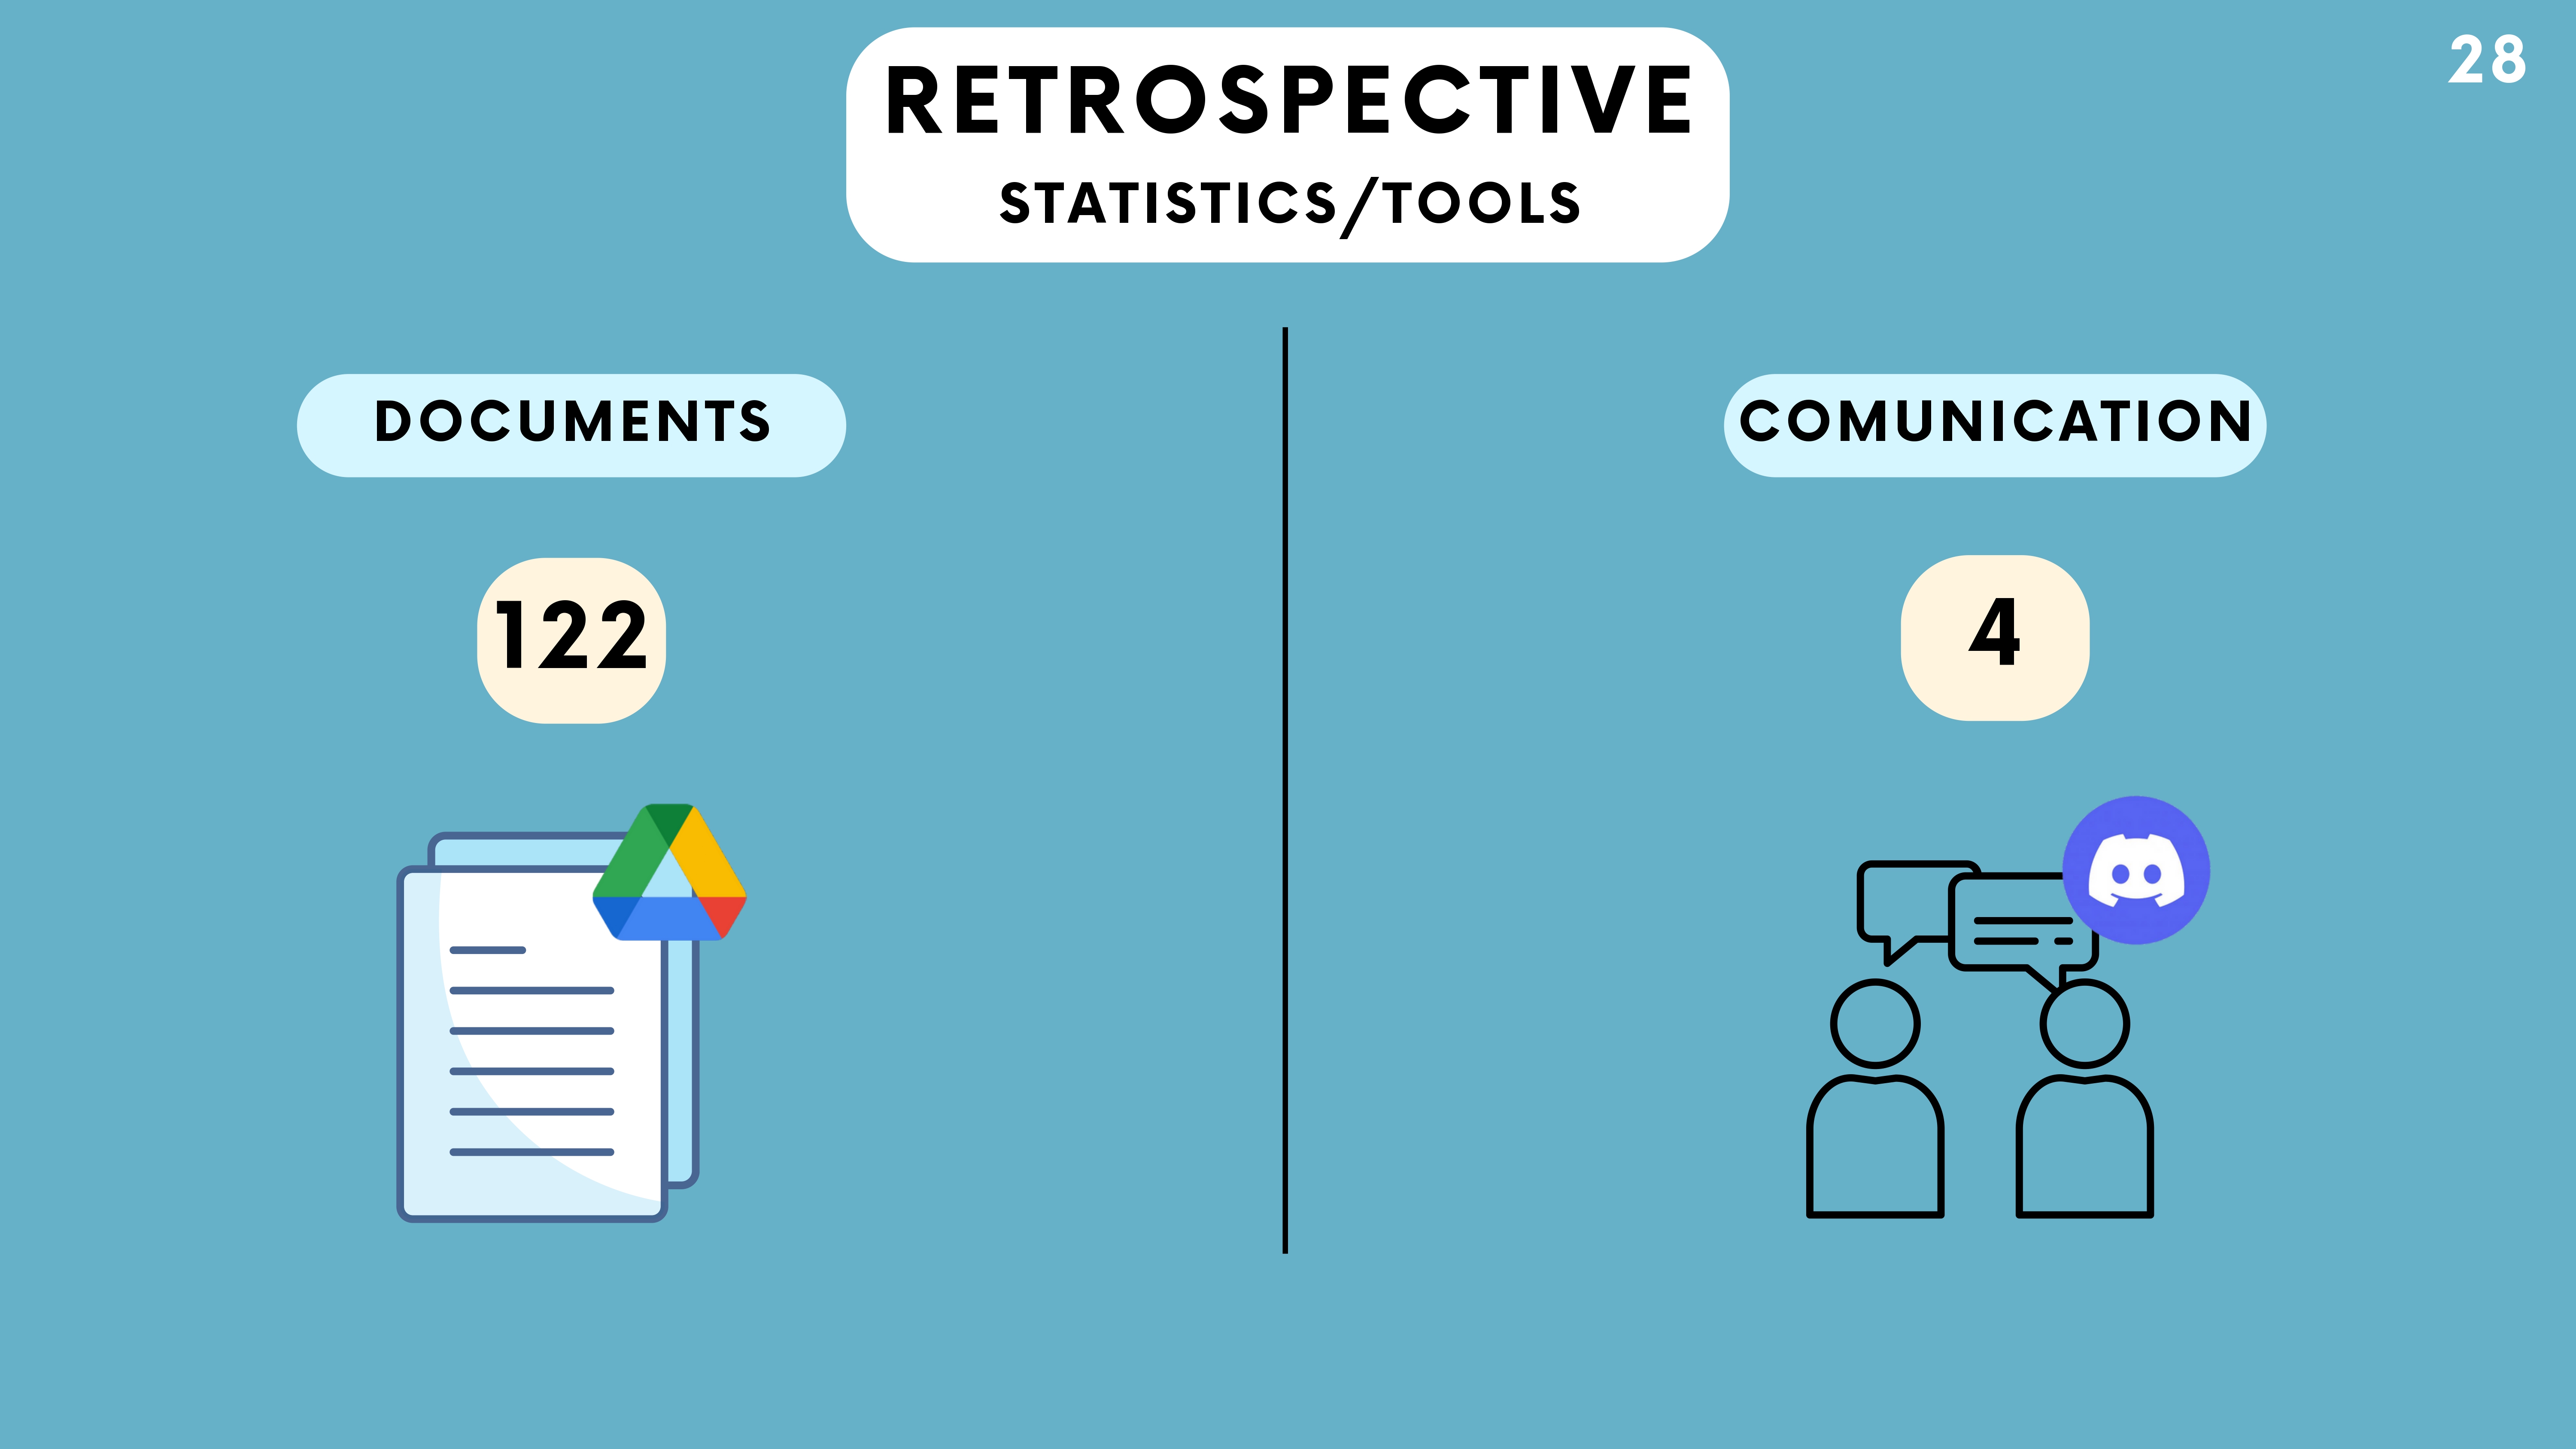 28
RETROSPECTIVE
STATISTICS/TOOLS
DOCUMENTS
122
COMUNICATION
4